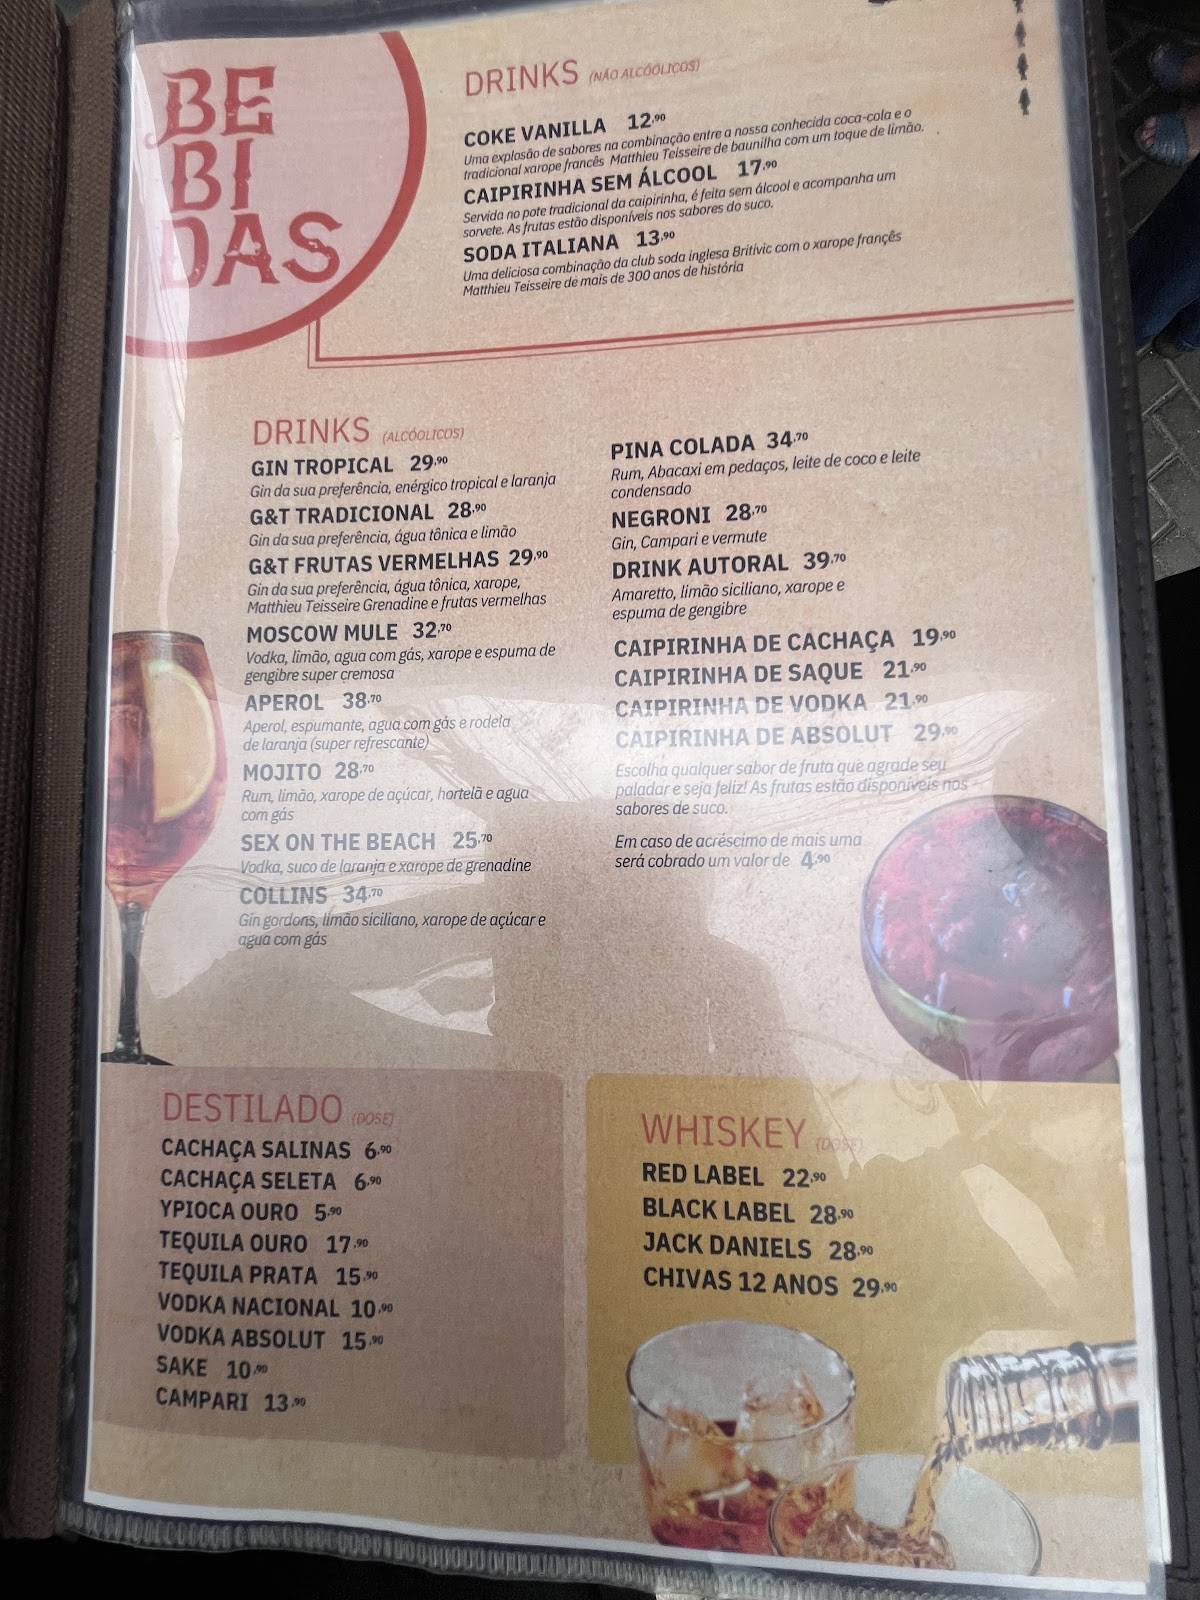 BE
BI
DAS
DRINKS (NÃO ALCÓOLICOS)
COKE VANILLA 12,90
Uma explosão de sabores na combinação entre a nossa conhecida coca-cola e o
tradicional xarope francês Matthieu Teisseire de baunilha com um toque de limão.
CAIPIRINHA SEM ÁLCOOL 17,90
Servida no pote tradicional da caipirinha, é feita sem álcool e acompanha um
sorvete. As frutas estão disponíveis nos sabores do suco.
SODA ITALIANA 13,90
Uma deliciosa combinação da club soda inglesa Britivic com o xarope françês
Matthieu Teisseire de mais de 300 anos de história
DRINKS (ALCÓOLICOS)
GIN TROPICAL 29,90
Gin da sua preferência, enérgico tropical e laranja
G&T TRADICIONAL 28,90
Gin da sua preferência, água tônica e limão
G&T FRUTAS VERMELHAS 29,90
Gin da sua preferência, água tônica, xarope,
Matthieu Teisseire Grenadine e frutas vermelhas
MOSCOW MULE 32,70
Vodka, limão, agua com gás, xarope e espuma de
gengibre super cremosa
APEROL 38,70
Aperol, espumante, agua com gás e rodela
de laranja (super refrescante)
MOJITO 28,70
Rum, limão, xarope de açúcar, hortelã e agua
com gás
SEX ON THE BEACH 25,70
Vodka, suco de laranja e xarope de grenadine
COLLINS 34,70
Gin gordons, limão siciliano, xarope de açúcar e
agua com gás
PINA COLADA 34,70
Rum, Abacaxi em pedaços, leite de coco e leite
condensado
NEGRONI 28,70
Gin, Campari e vermute
DRINK AUTORAL 39,70
Amaretto, limão siciliano, xarope e
espuma de gengibre
CAIPIRINHA DE CACHAÇA 19,90
CAIPIRINHA DE SAQUE 21,90
CAIPIRINHA DE VODKA 21,90
CAIPIRINHA DE ABSOLUT 29,90
Escolha qualquer sabor de fruta que agrade seu
paladar e seja feliz! As frutas estão disponíveis nos
sabores de suco.
Em caso de acréscimo de mais uma
será cobrado um valor de 4,90
DESTILADO (DOSE)
CACHAÇA SALINAS 6,90
CACHAÇA SELETA 6,90
YPIOCA OURO 5,90
TEQUILA OURO 17,90
TEQUILA PRATA 15,90
VODKA NACIONAL 10,90
VODKA ABSOLUT 15,90
SAKE 10,90
CAMPARI 13,90
WHISKEY (DOSE)
RED LABEL 22,90
BLACK LABEL 28,90
JACK DANIELS 28,90
CHIVAS 12 ANOS 29,90